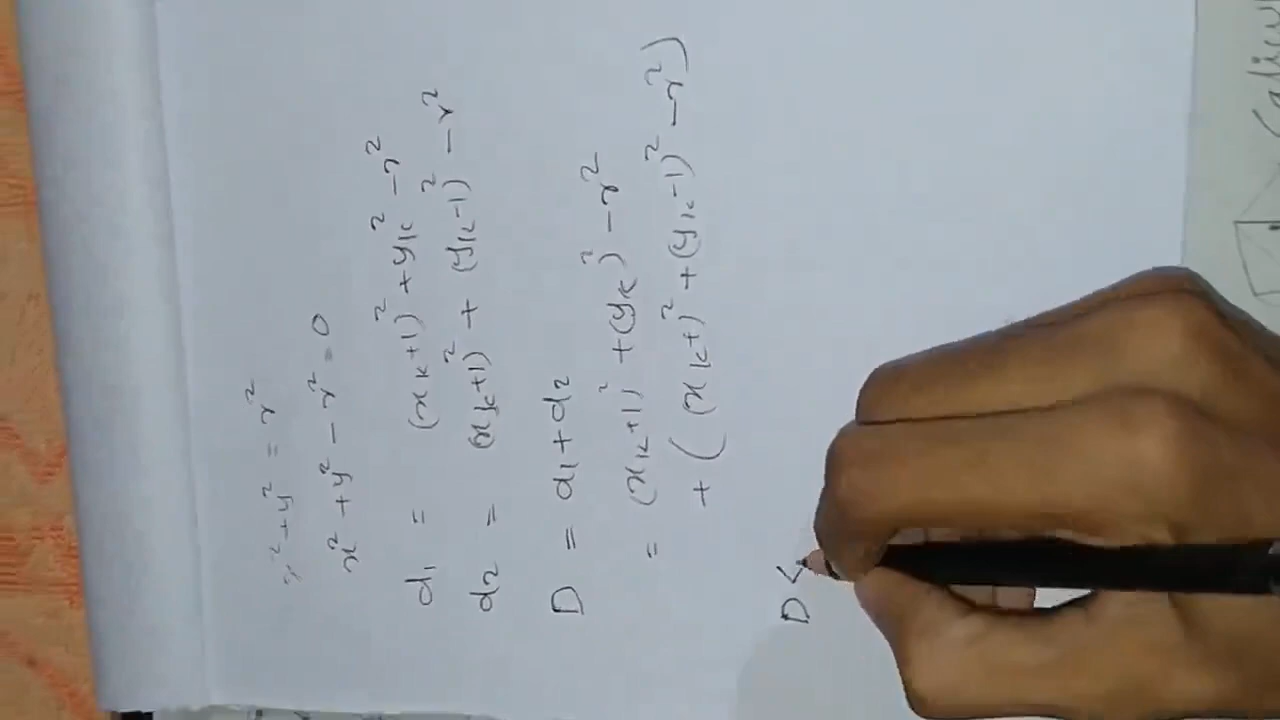 x² + y² = r²
x² + y² - r² = 0
d₁ = (xₖ+1)² + yₖ² - r²
d₂ = (xₖ+1)² + (yₖ-1)² - r²
D = d₁ + d₂
= (xₖ+1)² + (yₖ)² - r²
+ ((xₖ+)² + (yₖ-1)² - r²)
D <